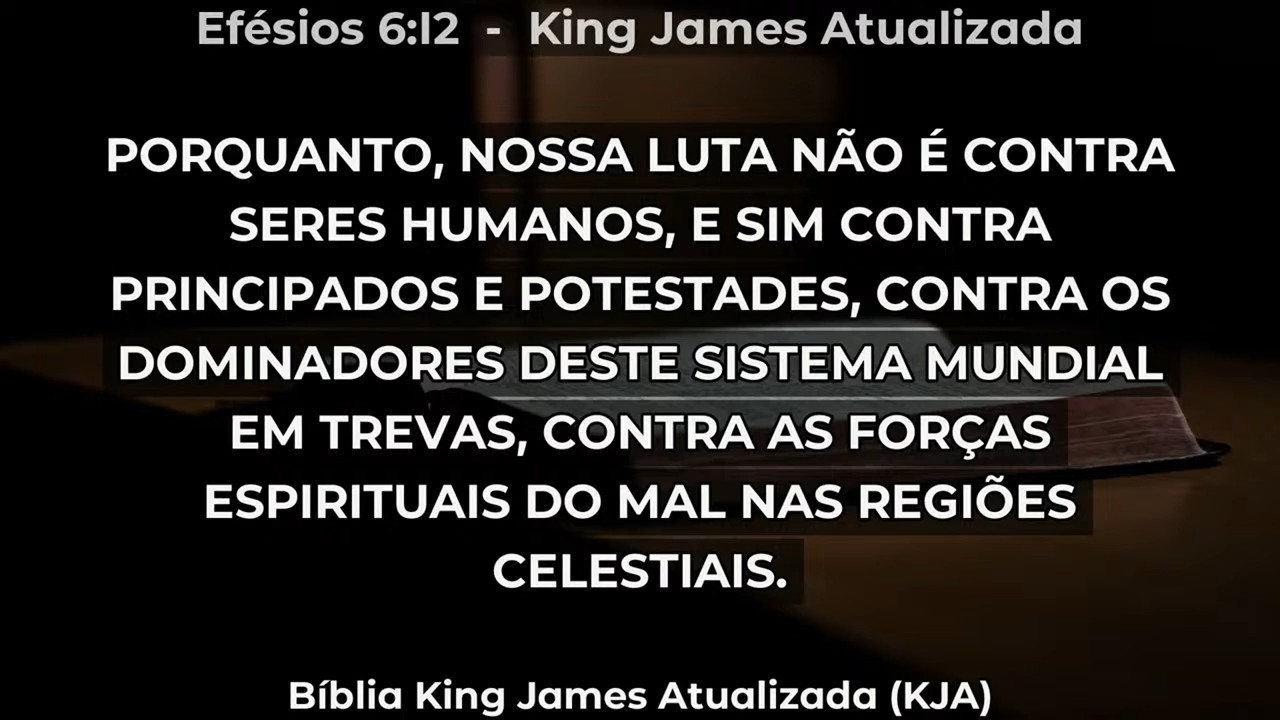 Efésios 6:12 - King James Atualizada
PORQUANTO, NOSSA LUTA NÃO É CONTRA
SERES HUMANOS, E SIM CONTRA
PRINCIPADOS E POTESTADES, CONTRA OS
DOMINADORES DESTE SISTEMA MUNDIAL
EM TREVAS, CONTRA AS FORÇAS
ESPIRITUAIS DO MAL NAS REGIÕES
CELESTIAIS.
Bíblia King James Atualizada (KJA)